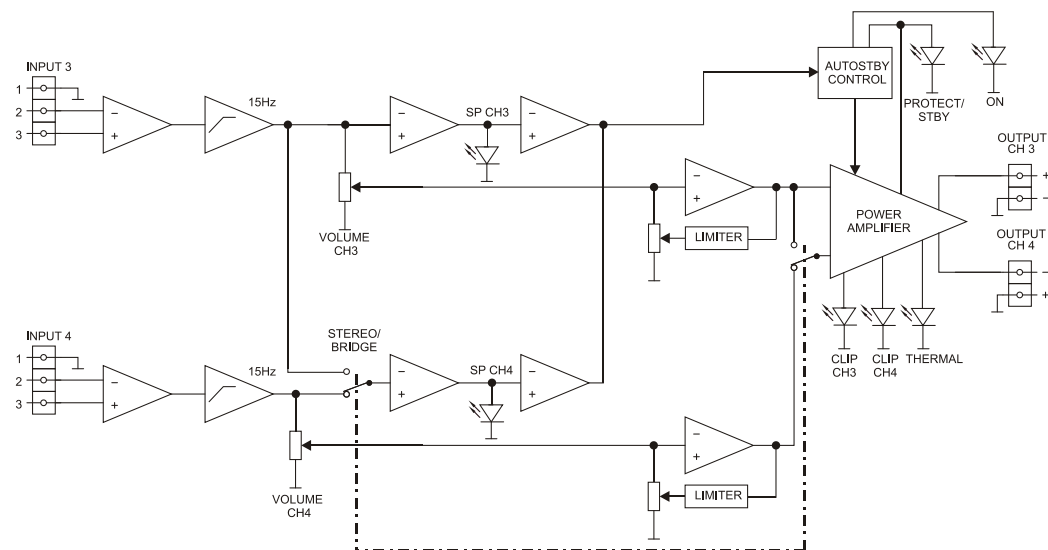 INPUT 3
1
2
3
15Hz
SP CH3
VOLUME
CH3
AUTOSTBY
CONTROL
PROTECT/
STBY
ON
OUTPUT
CH 3
+
−
LIMITER
POWER
AMPLIFIER
OUTPUT
CH 4
−
+
CLIP
CH3
CLIP
CH4
THERMAL
INPUT 4
1
2
3
15Hz
STEREO/
BRIDGE
SP CH4
VOLUME
CH4
LIMITER
− +
− +
− +
− +
− +
− +
− +
− +